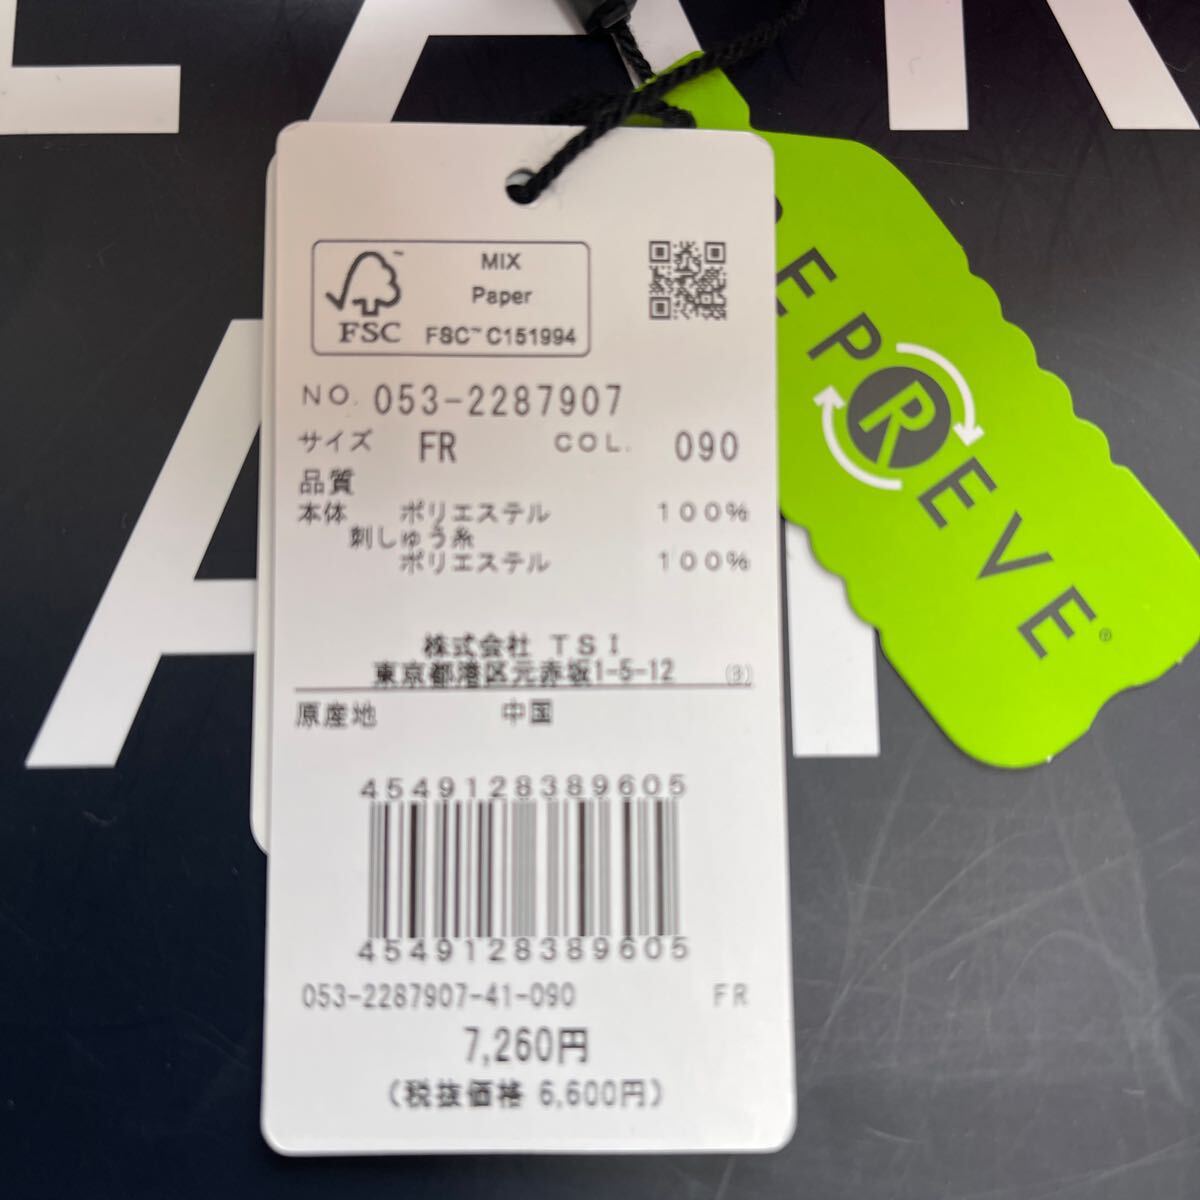 MIX
Paper
FSC™
FSC™ C151994
NO. 053-2287907
サイズ FR COL. 090
品質
本体 ポリエステル 100%
刺しゅう糸
ポリエステル 100%
株式会社 TSI
東京都港区元赤坂1-5-12 (B)
原産地 中国
4549128389605
4549128389605
053-2287907-41-090 FR
7,260円
(税抜価格 6,600円)
REPREVE®